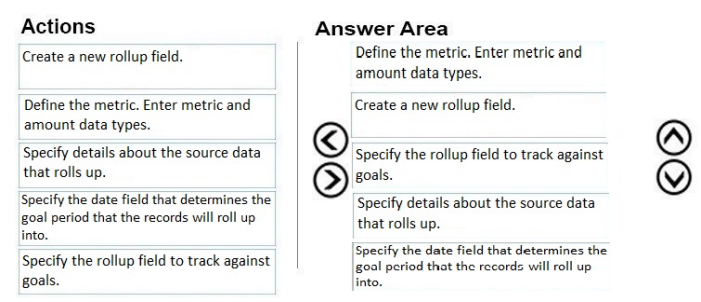 Actions
Create a new rollup field.
Define the metric. Enter metric and
amount data types.
Specify details about the source data
that rolls up.
Specify the date field that determines the
goal period that the records will roll up
into.
Specify the rollup field to track against
goals.
Answer Area
Define the metric. Enter metric and
amount data types.
Create a new rollup field.
Specify the rollup field to track against
goals.
Specify details about the source data
that rolls up.
Specify the date field that determines the
goal period that the records will roll up
into.